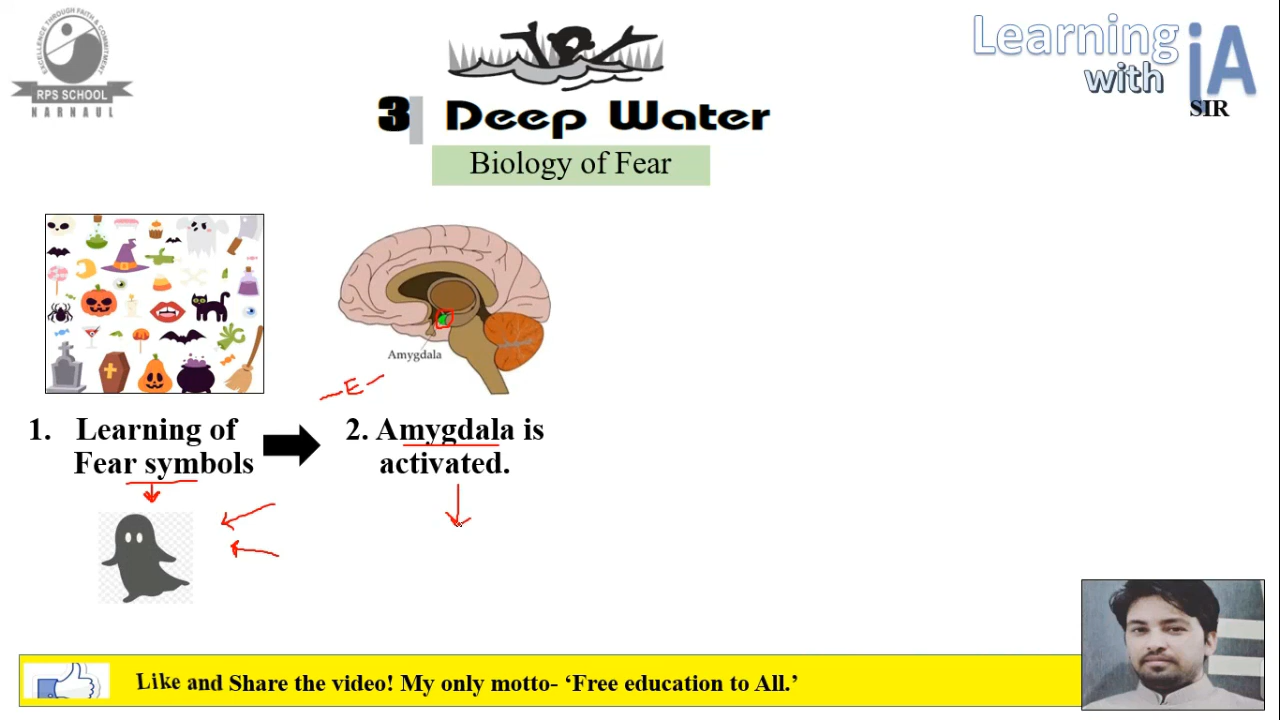 EXCELLENCE THROUGH FAITH & COMMITMENT
RPS SCHOOL
NARNAUL
Learning
with iA
SIR
3 Deep Water
Biology of Fear
Amygdala
E
1. Learning of
Fear symbols
2. Amygdala is
activated.
Like and Share the video! My only motto- ‘Free education to All.’